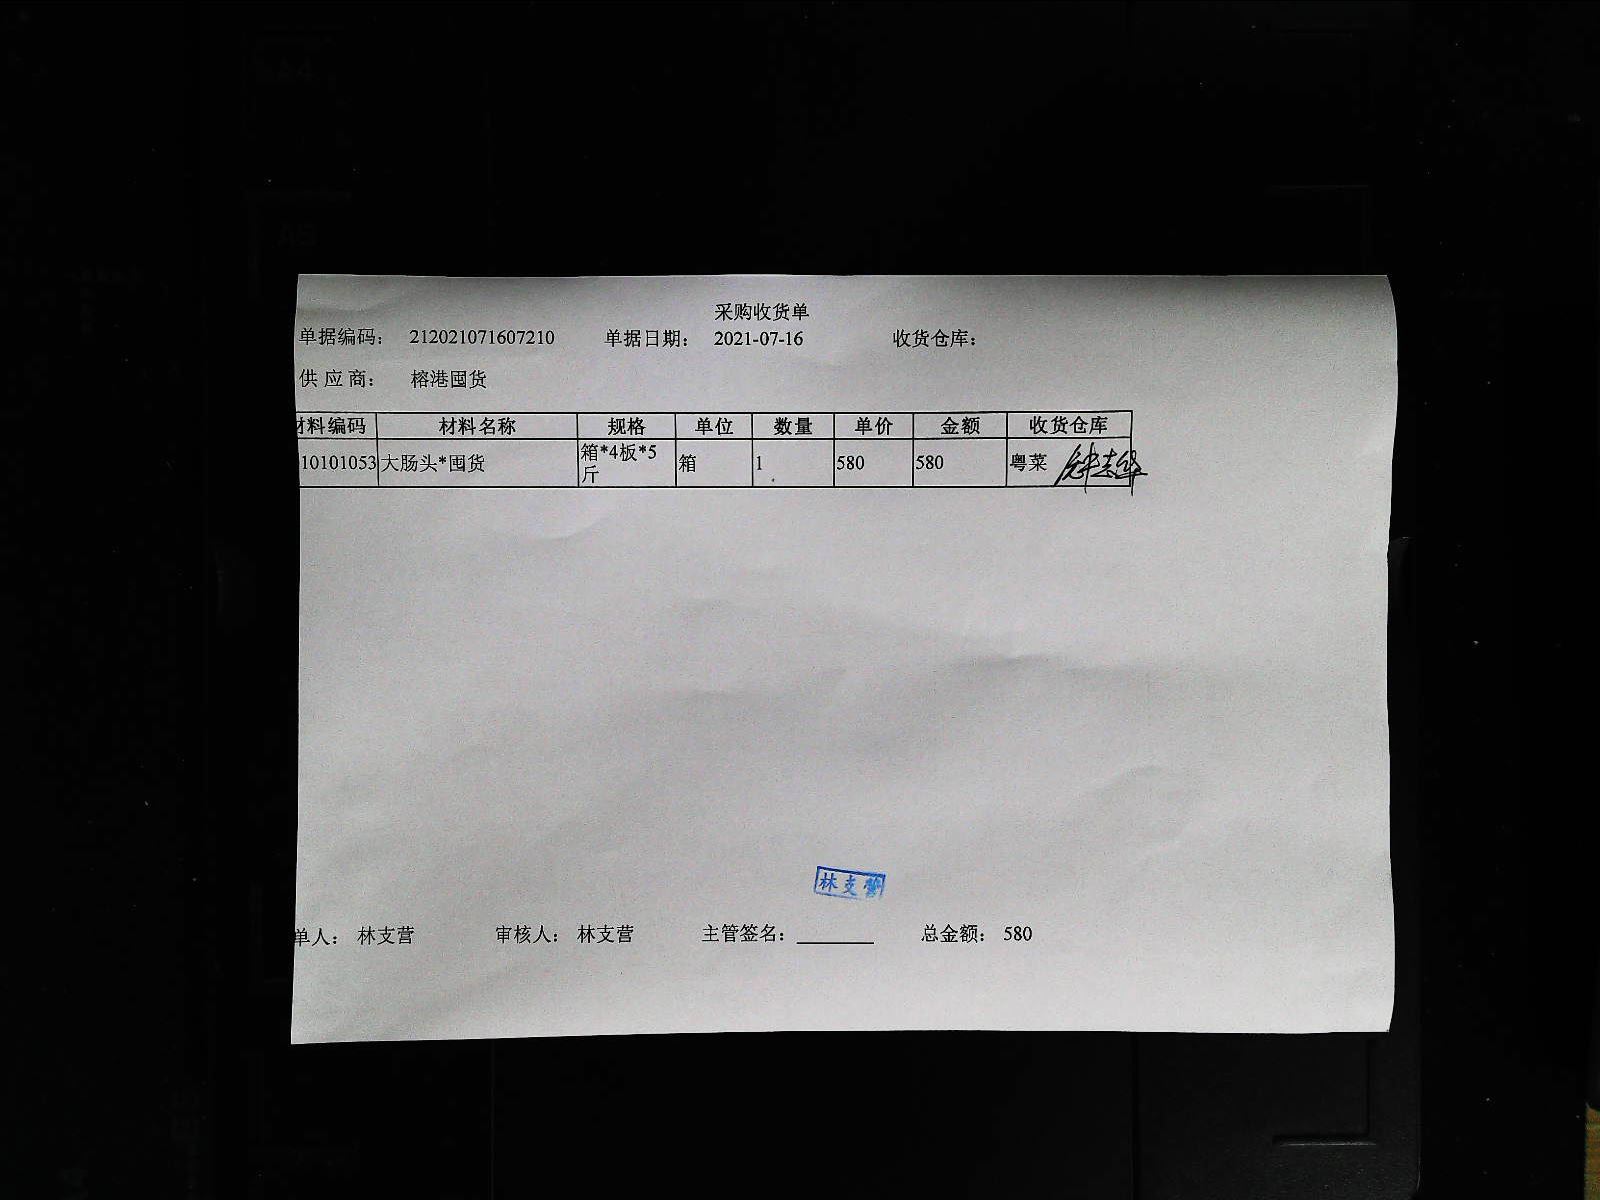 采购收货单
单据编码： 212021071607210 单据日期： 2021-07-16 收货仓库：
供应商： 榕港囤货
材料编码 材料名称 规格 单位 数量 单价 金额 收货仓库
10101053 大肠头*囤货 箱*4板*5斤 箱 1 580 580 粤菜
林支营
单人： 林支营 审核人： 林支营 主管签名： 总金额： 580